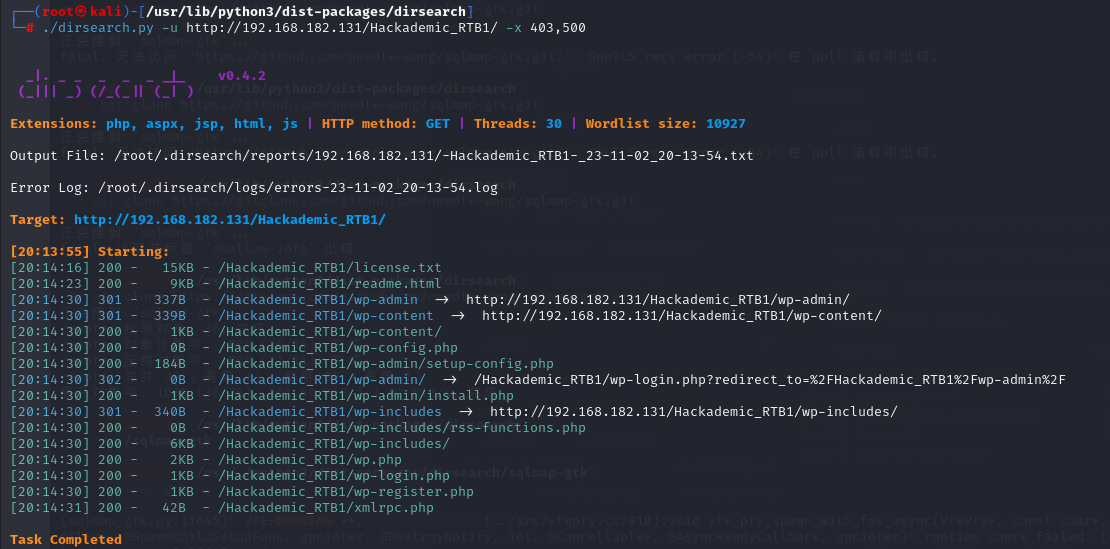 ┌──(root㉿kali)-[/usr/lib/python3/dist-packages/dirsearch]
└─# ./dirsearch.py -u http://192.168.182.131/Hackademic_RTB1/ -x 403,500
v0.4.2
Extensions: php, aspx, jsp, html, js | HTTP method: GET | Threads: 30 | Wordlist size: 10927
Output File: /root/.dirsearch/reports/192.168.182.131/-Hackademic_RTB1-_23-11-02_20-13-54.txt
Error Log: /root/.dirsearch/logs/errors-23-11-02_20-13-54.log
Target: http://192.168.182.131/Hackademic_RTB1/
[20:13:55] Starting:
[20:14:16] 200 -   15KB - /Hackademic_RTB1/license.txt
[20:14:23] 200 -    9KB - /Hackademic_RTB1/readme.html
[20:14:30] 301 -  337B  - /Hackademic_RTB1/wp-admin  ->  http://192.168.182.131/Hackademic_RTB1/wp-admin/
[20:14:30] 301 -  339B  - /Hackademic_RTB1/wp-content  ->  http://192.168.182.131/Hackademic_RTB1/wp-content/
[20:14:30] 200 -    1KB - /Hackademic_RTB1/wp-content/
[20:14:30] 200 -    0B  - /Hackademic_RTB1/wp-config.php
[20:14:30] 200 -  184B  - /Hackademic_RTB1/wp-admin/setup-config.php
[20:14:30] 302 -    0B  - /Hackademic_RTB1/wp-admin/  ->  /Hackademic_RTB1/wp-login.php?redirect_to=%2FHackademic_RTB1%2Fwp-admin%2F
[20:14:30] 200 -    1KB - /Hackademic_RTB1/wp-admin/install.php
[20:14:30] 301 -  340B  - /Hackademic_RTB1/wp-includes  ->  http://192.168.182.131/Hackademic_RTB1/wp-includes/
[20:14:30] 200 -    0B  - /Hackademic_RTB1/wp-includes/rss-functions.php
[20:14:30] 200 -    6KB - /Hackademic_RTB1/wp-includes/
[20:14:30] 200 -    2KB - /Hackademic_RTB1/wp.php
[20:14:30] 200 -    1KB - /Hackademic_RTB1/wp-login.php
[20:14:30] 200 -    1KB - /Hackademic_RTB1/wp-register.php
[20:14:31] 200 -   42B  - /Hackademic_RTB1/xmlrpc.php
Task Completed